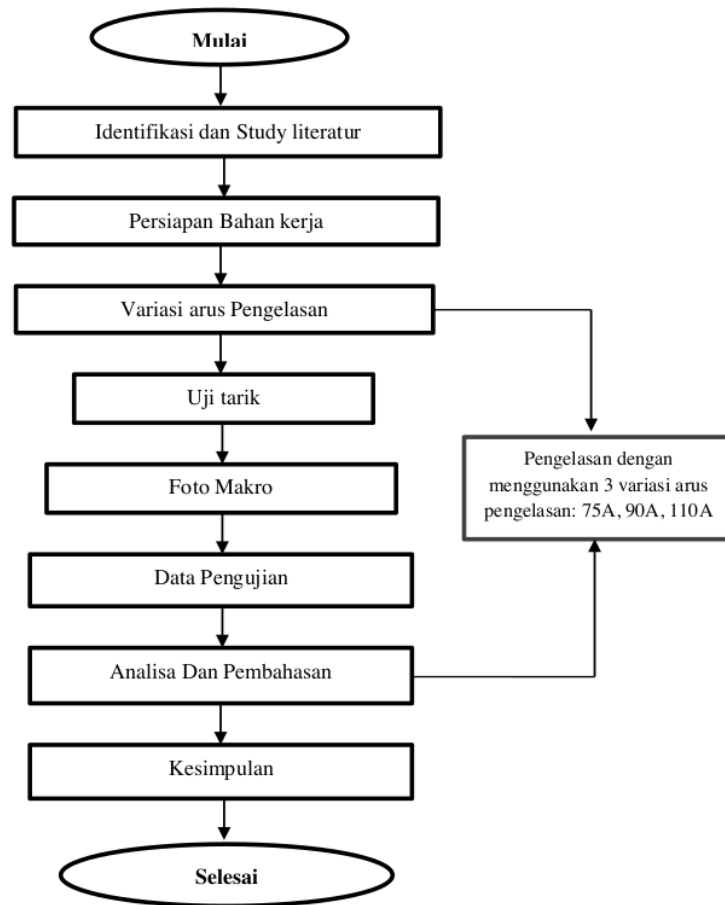 Mulai
Identifikasi dan Study literatur
Persiapan Bahan kerja
Variasi arus Pengelasan
Uji tarik
Foto Makro
Data Pengujian
Analisa Dan Pembahasan
Kesimpulan
Selesai
Pengelasan dengan
menggunakan 3 variasi arus
pengelasan: 75A, 90A, 110A